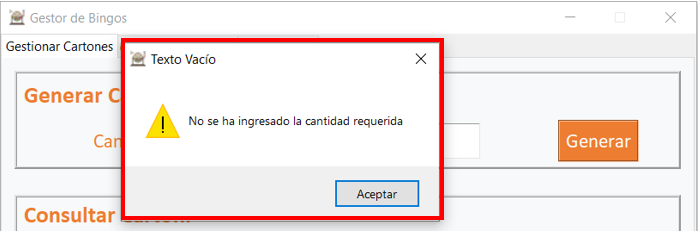 Gestor de Bingos
Gestionar Cartones
Texto Vacío
Generar C
No se ha ingresado la cantidad requerida
Can
Generar
Aceptar
Consultar